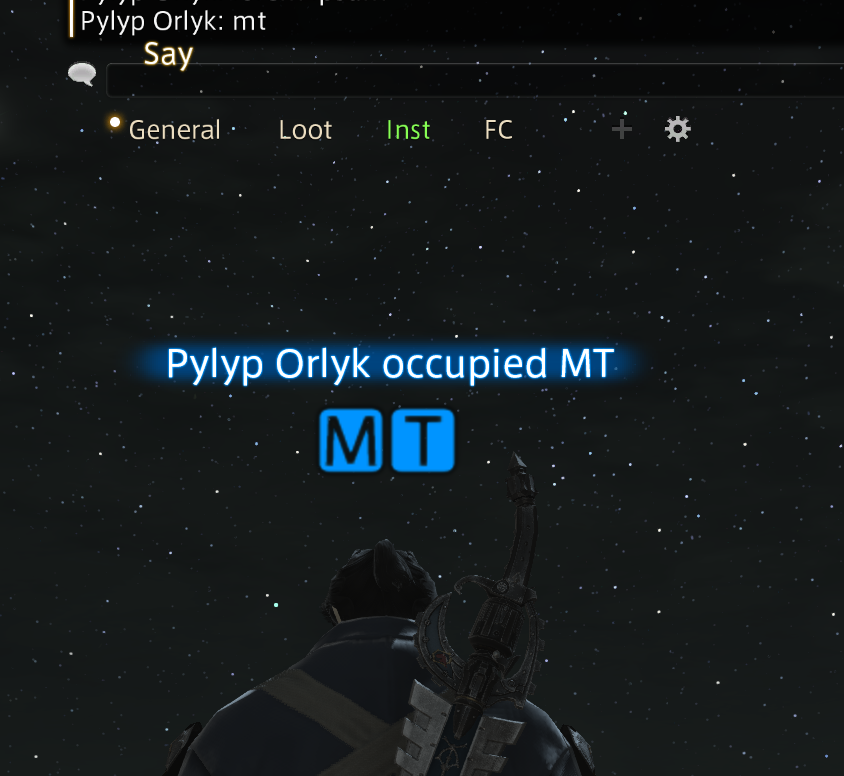 Pylyp Orlyk: mt
Say
General Loot Inst FC
Pylyp Orlyk occupied MT
MT